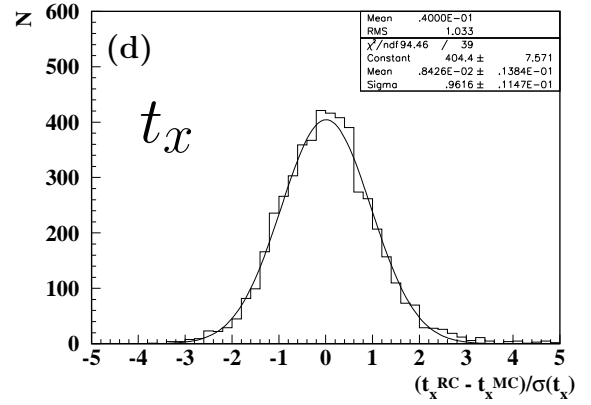 N
600
500
400
300
200
100
0
(d)
t_x
Mean .4000E-01
RMS 1.033
χ²/ndf 94.46 / 39
Constant 404.4 ± 7.571
Mean .8426E-02 ± .1384E-01
Sigma .9616 ± .1147E-01
-5 -4 -3 -2 -1 0 1 2 3 4 5
(t_x^RC - t_x^MC)/σ(t_x)